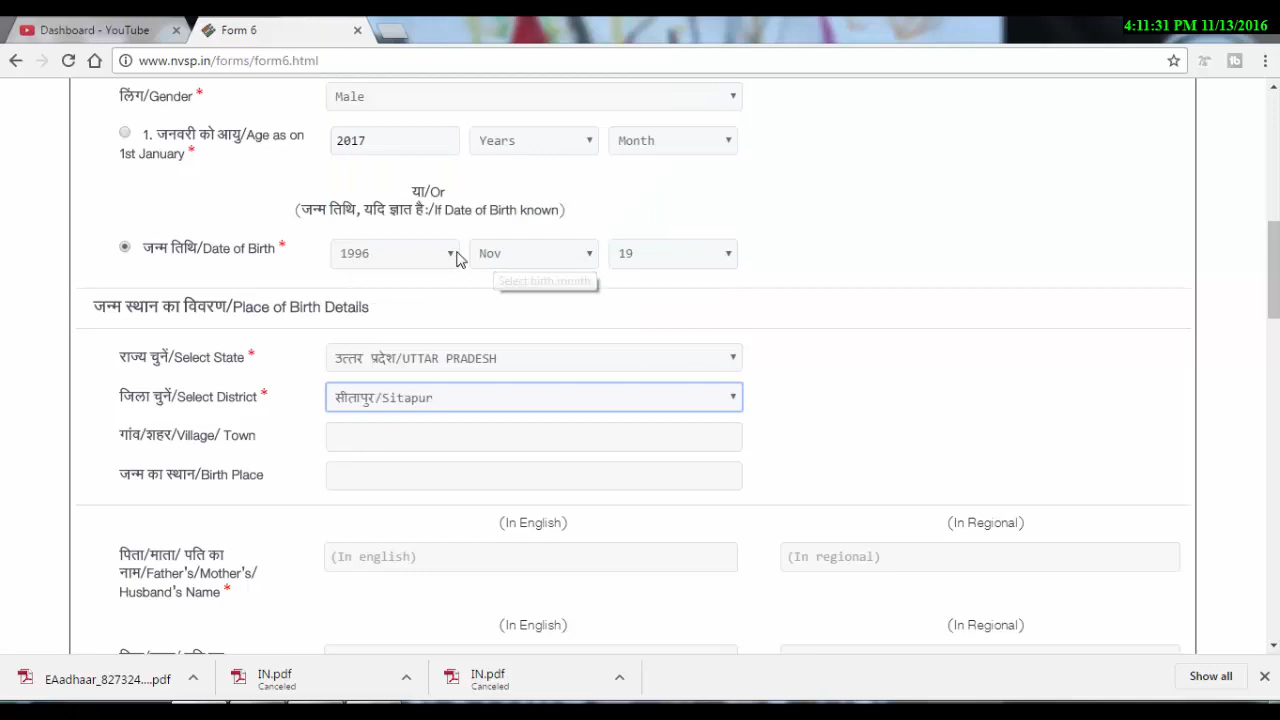 4:11:31 PM 11/13/2016
Dashboard - YouTube
Form 6
www.nvsp.in/forms/form6.html
लिंग/Gender *
Male
1. जनवरी को आयु/Age as on
1st January *
2017
Years
Month
या/Or
(जन्म तिथि, यदि ज्ञात है:/If Date of Birth known)
जन्म तिथि/Date of Birth *
1996
Nov
19
Select birth month
जन्म स्थान का विवरण/Place of Birth Details
राज्य चुनें/Select State *
उत्तर प्रदेश/UTTAR PRADESH
जिला चुनें/Select District *
सीतापुर/Sitapur
गांव/शहर/Village/ Town
जन्म का स्थान/Birth Place
(In English)
(In Regional)
पिता/माता/ पति का
नाम/Father's/Mother's/
Husband's Name *
(In english)
(In regional)
(In English)
(In Regional)
EAadhaar_827324....pdf
IN.pdf
Canceled
IN.pdf
Canceled
Show all